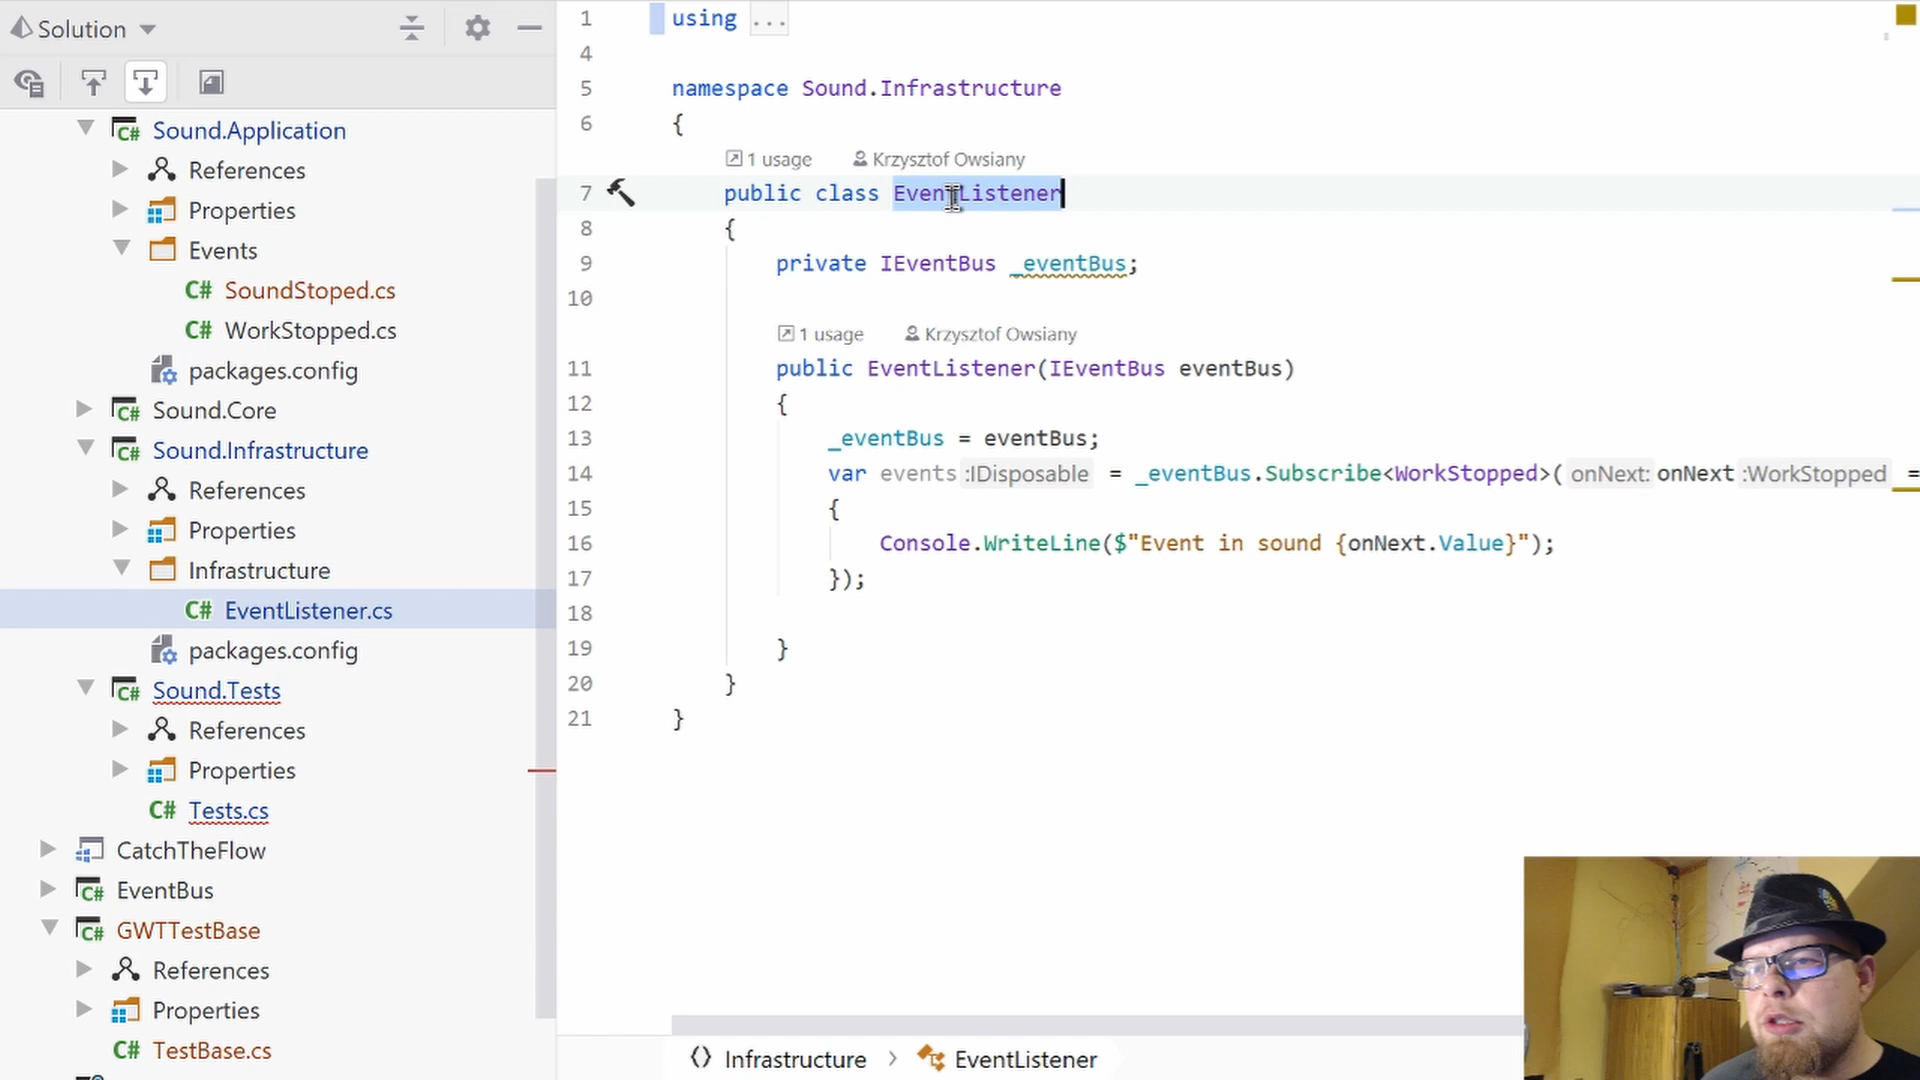 Solution
Sound.Application
References
Properties
Events
C# SoundStoped.cs
C# WorkStopped.cs
packages.config
C# Sound.Core
C# Sound.Infrastructure
References
Properties
Infrastructure
C# EventListener.cs
packages.config
C# Sound.Tests
References
Properties
C# Tests.cs
CatchTheFlow
C# EventBus
C# GWTTestBase
References
Properties
C# TestBase.cs
1 using ...
4
5 namespace Sound.Infrastructure
6 {
1 usage Krzysztof Owsiany
7 public class EventListener
8 {
9 private IEventBus _eventBus;
10
1 usage Krzysztof Owsiany
11 public EventListener(IEventBus eventBus)
12 {
13 _eventBus = eventBus;
14 var events :IDisposable = _eventBus.Subscribe<WorkStopped>( onNext: onNext :WorkStopped =
15 {
16 Console.WriteLine($"Event in sound {onNext.Value}");
17 });
18
19 }
20 }
21 }
Infrastructure > EventListener